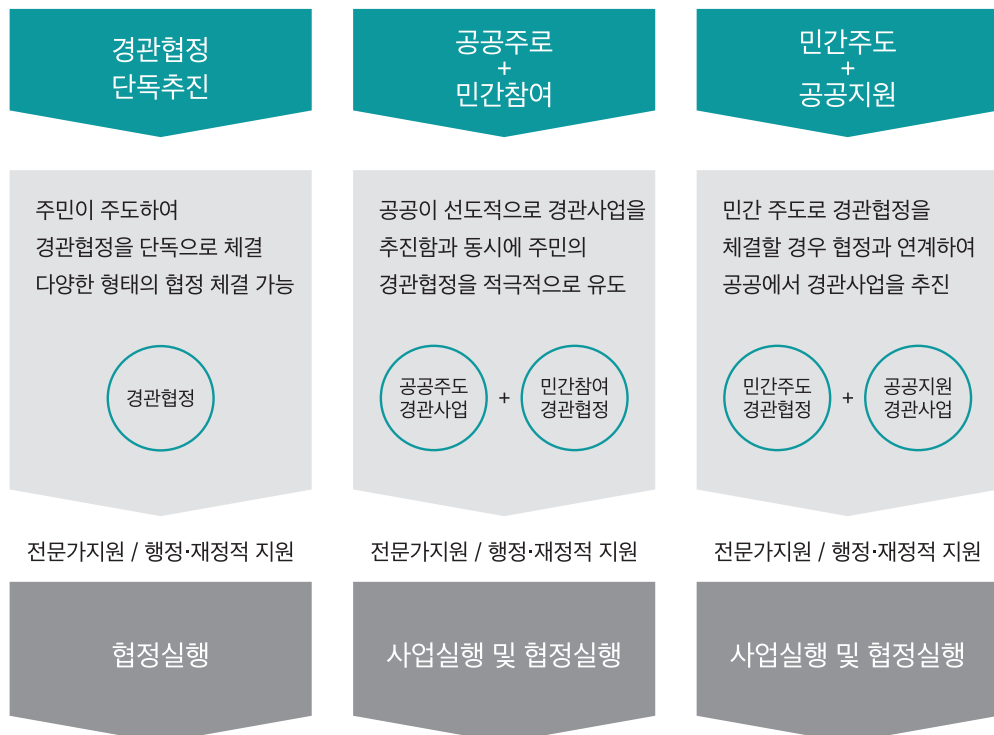 경관협정
단독추진
주민이 주도하여
경관협정을 단독으로 체결
다양한 형태의 협정 체결 가능
경관협정
전문가지원 / 행정·재정적 지원
협정실행
공공주로
+
민간참여
공공이 선도적으로 경관사업을
추진함과 동시에 주민의
경관협정을 적극적으로 유도
공공주도
경관사업
+
민간참여
경관협정
전문가지원 / 행정·재정적 지원
사업실행 및 협정실행
민간주도
+
공공지원
민간 주도로 경관협정을
체결할 경우 협정과 연계하여
공공에서 경관사업을 추진
민간주도
경관협정
+
공공지원
경관사업
전문가지원 / 행정·재정적 지원
사업실행 및 협정실행